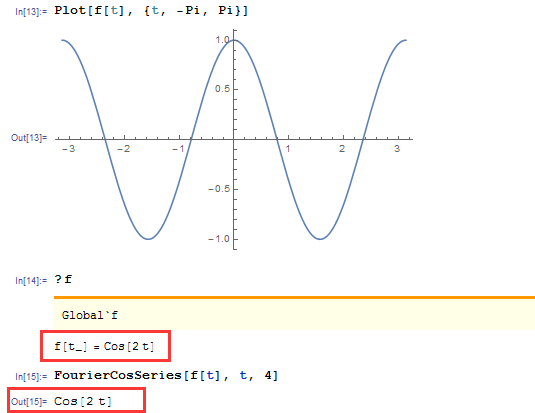 In[13]:= Plot[f[t], {t, -Pi, Pi}]
1.0
0.5
Out[13]= -3 -2 -1 1 2 3
-0.5
-1.0
In[14]:= ?f
Global`f
f[t_] = Cos[2 t]
In[15]:= FourierCosSeries[f[t], t, 4]
Out[15]= Cos[2 t]